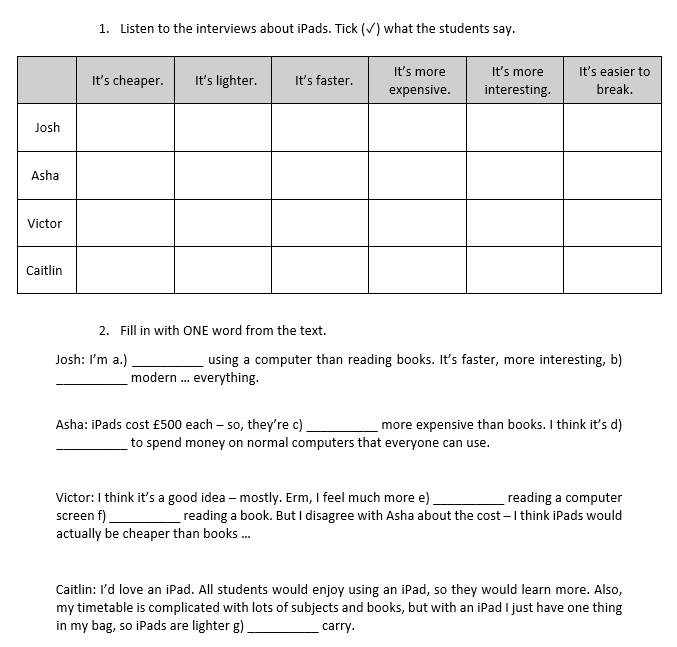 1. Listen to the interviews about iPads. Tick (✓) what the students say.
It's cheaper. It's lighter. It's faster. It's more expensive. It's more interesting. It's easier to break.
Josh
Asha
Victor
Caitlin
2. Fill in with ONE word from the text.
Josh: I'm a.) __________ using a computer than reading books. It's faster, more interesting, b)
__________ modern ... everything.
Asha: iPads cost £500 each – so, they're c) __________ more expensive than books. I think it's d)
__________ to spend money on normal computers that everyone can use.
Victor: I think it's a good idea – mostly. Erm, I feel much more e) __________ reading a computer
screen f) __________ reading a book. But I disagree with Asha about the cost – I think iPads would
actually be cheaper than books ...
Caitlin: I'd love an iPad. All students would enjoy using an iPad, so they would learn more. Also,
my timetable is complicated with lots of subjects and books, but with an iPad I just have one thing
in my bag, so iPads are lighter g) __________ carry.